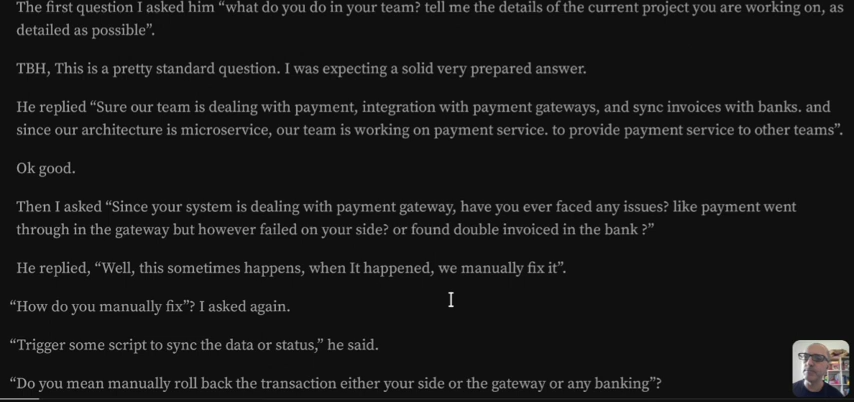 The first question I asked him “what do you do in your team? tell me the details of the current project you are working on, as
detailed as possible”.
TBH, This is a pretty standard question. I was expecting a solid very prepared answer.
He replied “Sure our team is dealing with payment, integration with payment gateways, and sync invoices with banks. and
since our architecture is microservice, our team is working on payment service. to provide payment service to other teams”.
Ok good.
Then I asked “Since your system is dealing with payment gateway, have you ever faced any issues? like payment went
through in the gateway but however failed on your side? or found double invoiced in the bank ?”
He replied, “Well, this sometimes happens, when It happened, we manually fix it”.
“How do you manually fix”? I asked again.
“Trigger some script to sync the data or status,” he said.
“Do you mean manually roll back the transaction either your side or the gateway or any banking”?